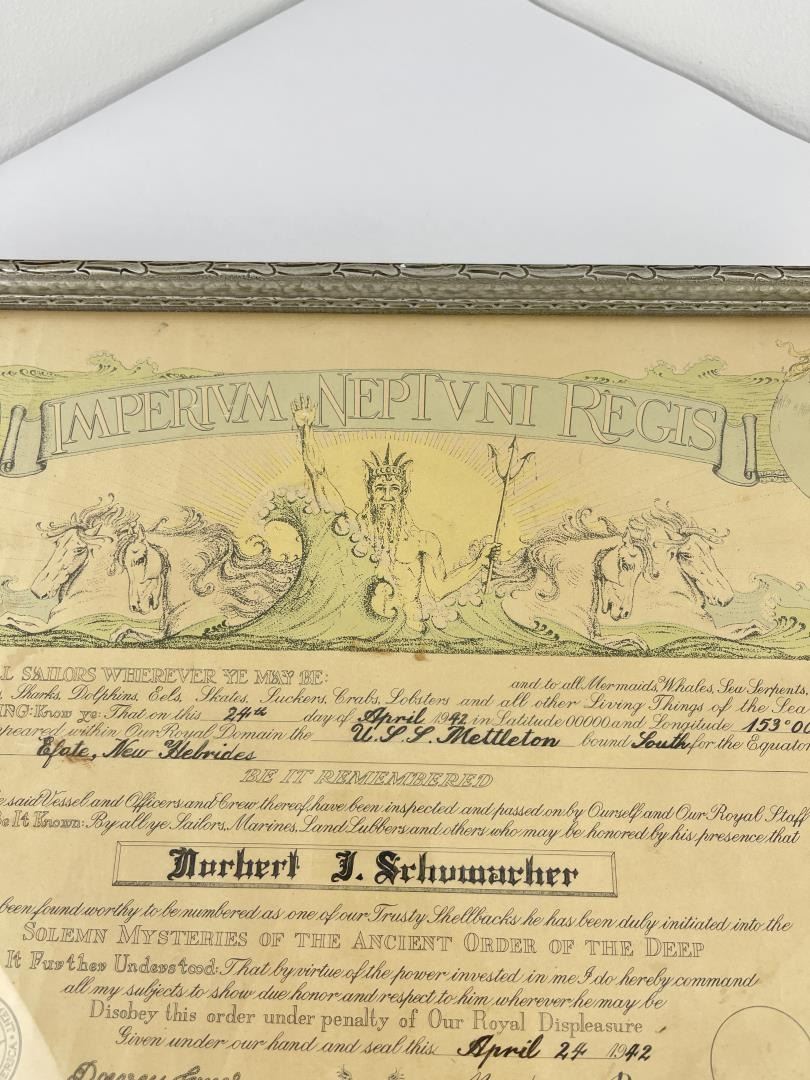 IMPERIVM NEPTVNI REGIS
L SAILORS WHEREVER YE MAY BE:
and to all Mermaids, Whales, Sea Serpents,
Sharks, Dolphins, Eels, Skates, Suckers, Crabs, Lobsters and all other Living Things of the Sea
ING: Know ye: That on this 24th day of April 1942 in Latitude 00000 and Longitude 153°00
ppeared within Our Royal Domain the U.S.S. Mettleton bound South for the Equator
Efate, New Hebrides
BE IT REMEMBERED
e said Vessel and Officers and Crew thereof have been inspected and passed on by Ourself and Our Royal Staff
Be It Known: By all ye Sailors, Marines, Land Lubbers and others who may be honored by his presence that
Norbert J. Schumacher
been found worthy to be numbered as one of our Trusty Shellbacks he has been duly initiated into the
SOLEMN MYSTERIES OF THE ANCIENT ORDER OF THE DEEP
It Further Understood: That by virtue of the power invested in me I do hereby command
all my subjects to show due honor and respect to him wherever he may be
Disobey this order under penalty of Our Royal Displeasure
Given under our hand and seal this April 24 1942